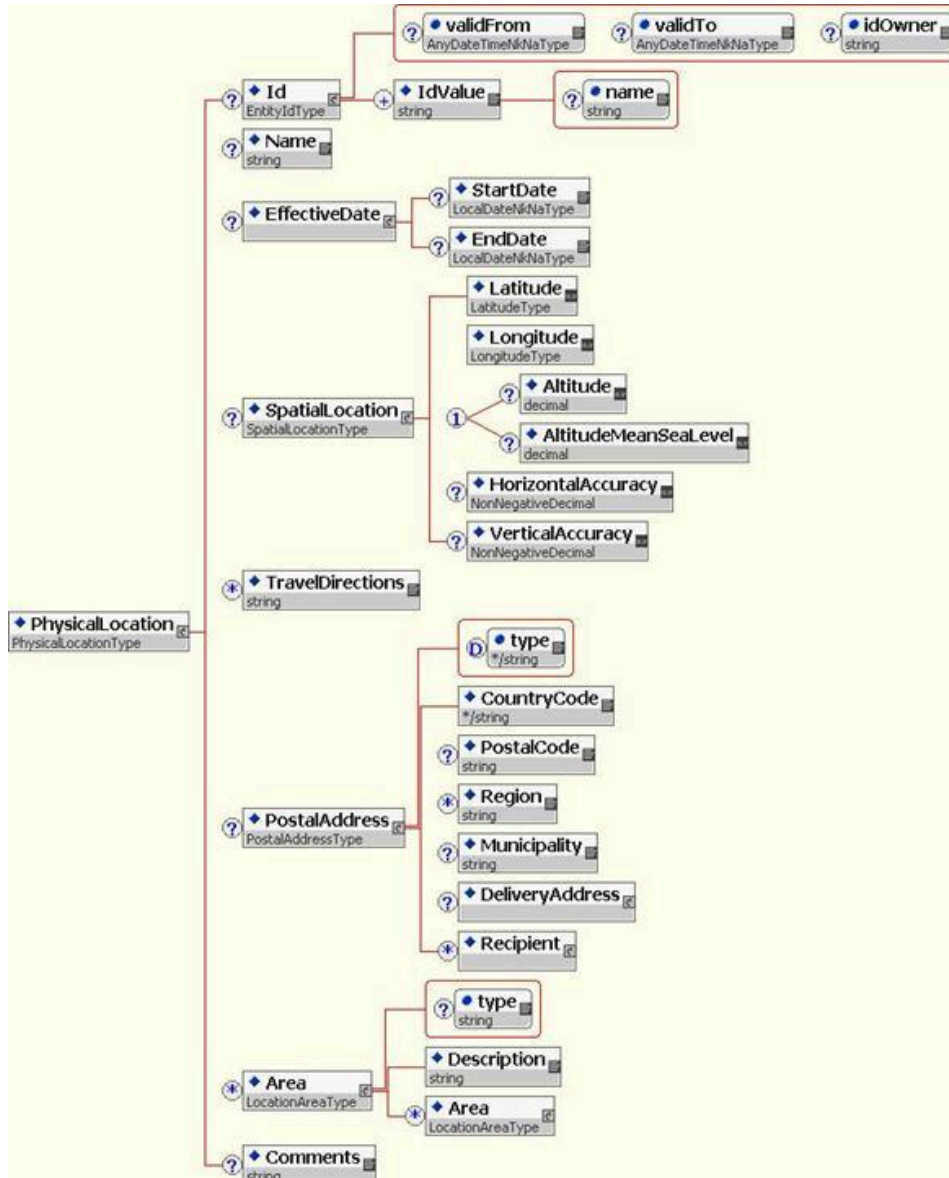 validFrom
AnyDateTimeNkNaType
validTo
AnyDateTimeNkNaType
idOwner
string
Id
EntityIdType
IdValue
string
name
string
Name
string
EffectiveDate
StartDate
LocalDateNkNaType
EndDate
LocalDateNkNaType
SpatialLocation
SpatialLocationType
Latitude
LatitudeType
Longitude
LongitudeType
1
Altitude
decimal
AltitudeMeanSeaLevel
decimal
HorizontalAccuracy
NonNegativeDecimal
VerticalAccuracy
NonNegativeDecimal
TravelDirections
string
PhysicalLocation
PhysicalLocationType
PostalAddress
PostalAddressType
D
type
*/string
CountryCode
*/string
PostalCode
string
Region
string
Municipality
string
DeliveryAddress
Recipient
Area
LocationAreaType
type
string
Description
string
Area
LocationAreaType
Comments
string